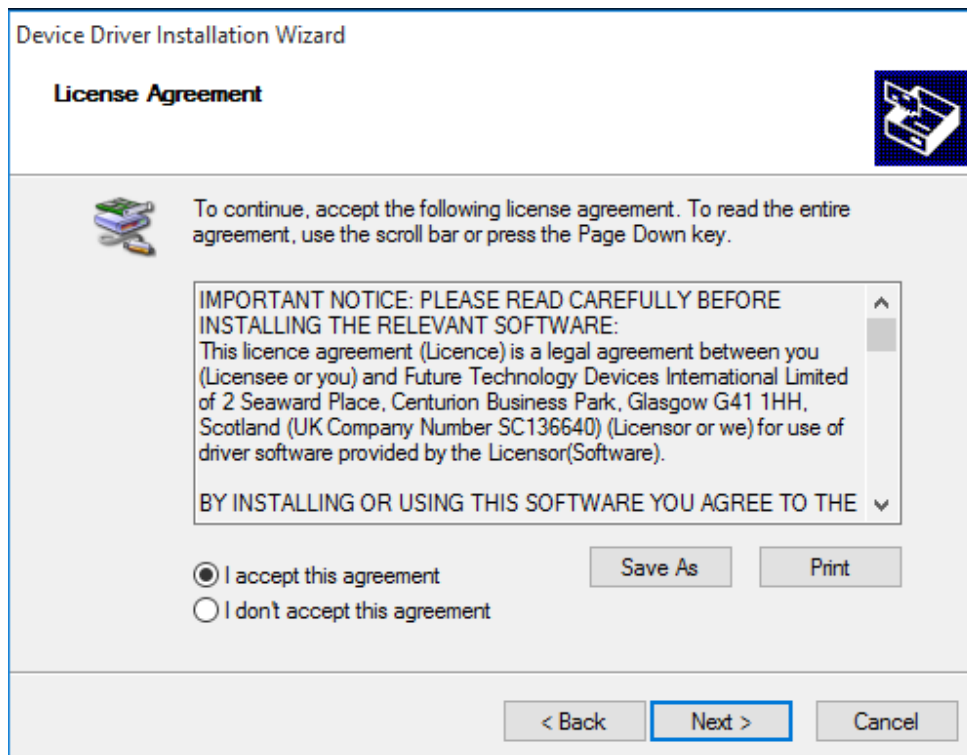 Device Driver Installation Wizard
License Agreement
To continue, accept the following license agreement. To read the entire
agreement, use the scroll bar or press the Page Down key.
IMPORTANT NOTICE: PLEASE READ CAREFULLY BEFORE
INSTALLING THE RELEVANT SOFTWARE:
This licence agreement (Licence) is a legal agreement between you
(Licensee or you) and Future Technology Devices International Limited
of 2 Seaward Place, Centurion Business Park, Glasgow G41 1HH,
Scotland (UK Company Number SC136640) (Licensor or we) for use of
driver software provided by the Licensor(Software).
BY INSTALLING OR USING THIS SOFTWARE YOU AGREE TO THE
I accept this agreement
Save As
Print
I don't accept this agreement
< Back
Next >
Cancel